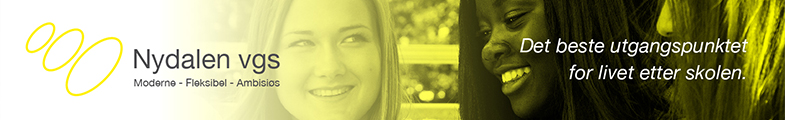 Nydalen vgs
Moderne - Fleksibel - Ambisiøs
Det beste utgangspunktet
for livet etter skolen.